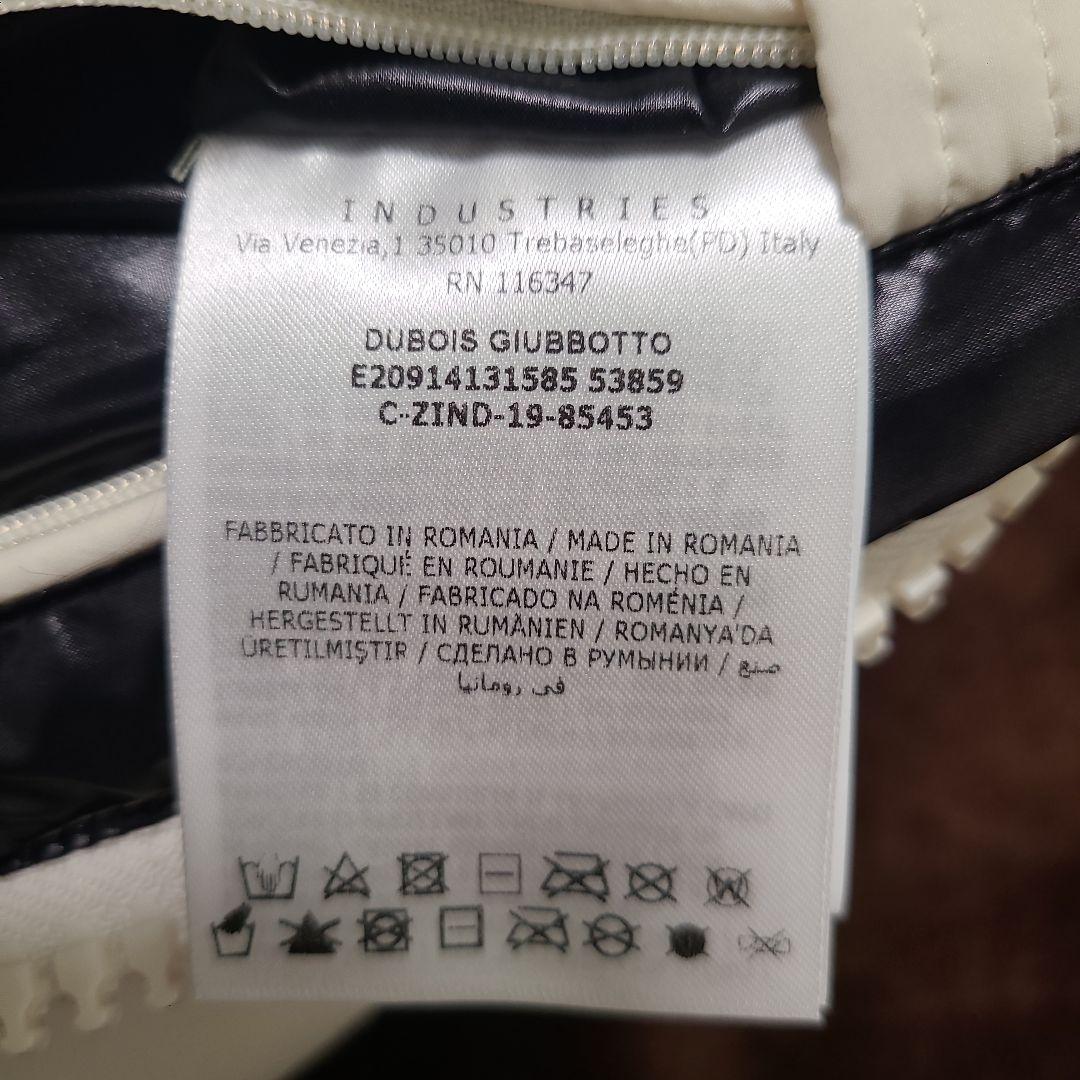 INDUSTRIES
Via Venezia,1 35010 Trebaseleghe(PD) Italy
RN 116347
DUBOIS GIUBBOTTO
E20914131585 53859
C-ZIND-19-85453
FABBRICATO IN ROMANIA / MADE IN ROMANIA
/ FABRIQUÉ EN ROUMANIE / HECHO EN
RUMANIA / FABRICADO NA ROMÉNIA /
HERGESTELLT IN RUMÄNIEN / ROMANYA'DA
ÜRETILMIŞTIR / СДЕЛАНО В РУМЫНИИ / صنع
في رومانيا